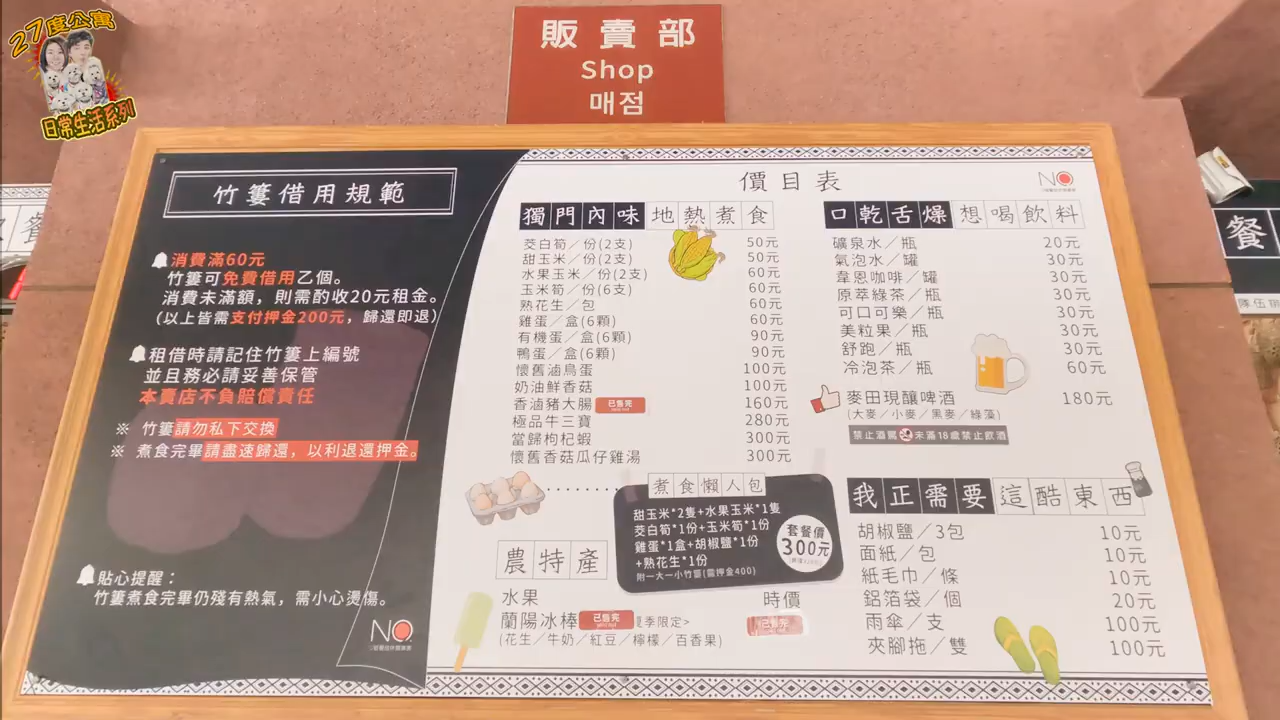 27度公寓
日常生活系列
販賣部
Shop
매점
竹簍借用規範
消費滿60元
竹簍可免費借用乙個。
消費未滿額，則需酌收20元租金。
(以上皆需支付押金200元，歸還即退)
租借時請記住竹簍上編號
並且務必請妥善保管
本賣店不負賠償責任
※ 竹簍請勿私下交換
※ 煮食完畢請盡速歸還，以利退還押金。
貼心提醒：
竹簍煮食完畢仍殘有熱氣，需小心燙傷。
NO
價目表
NO
獨門內味地熱煮食
茭白筍／份(2支) 50元
甜玉米／份(2支) 50元
水果玉米／份(2支) 60元
玉米筍／份(6支) 60元
熟花生／包 60元
雞蛋／盒(6顆) 60元
有機蛋／盒(6顆) 90元
鴨蛋／盒(6顆) 90元
懷舊滷鳥蛋 100元
奶油鮮香菇 100元
香滷豬大腸 已售完 160元
極品牛三寶 280元
當歸枸杞蝦 300元
懷舊香菇瓜仔雞湯 300元
煮食懶人包
甜玉米*2隻+水果玉米*1隻
茭白筍*1份+玉米筍*1份
雞蛋*1盒+胡椒鹽*1份
+熟花生*1份
附一大一小竹簍(需押金400)
套餐價
300元
農特產
水果 時價
蘭陽冰棒 已售完 夏季限定> 已售完
(花生／牛奶／紅豆／檸檬／百香果)
口乾舌燥想喝飲料
礦泉水／瓶 20元
氣泡水／罐 30元
韋恩咖啡／罐 30元
原萃綠茶／瓶 30元
可口可樂／瓶 30元
美粒果／瓶 30元
舒跑／瓶 30元
冷泡茶／瓶 60元
麥田現釀啤酒 180元
(大麥／小麥／黑麥／綠藻)
禁止酒駕 未滿18歲禁止飲酒
我正需要這酷東西
胡椒鹽／3包 10元
面紙／包 10元
紙毛巾／條 10元
鋁箔袋／個 20元
雨傘／支 100元
夾腳拖／雙 100元
餐
餐